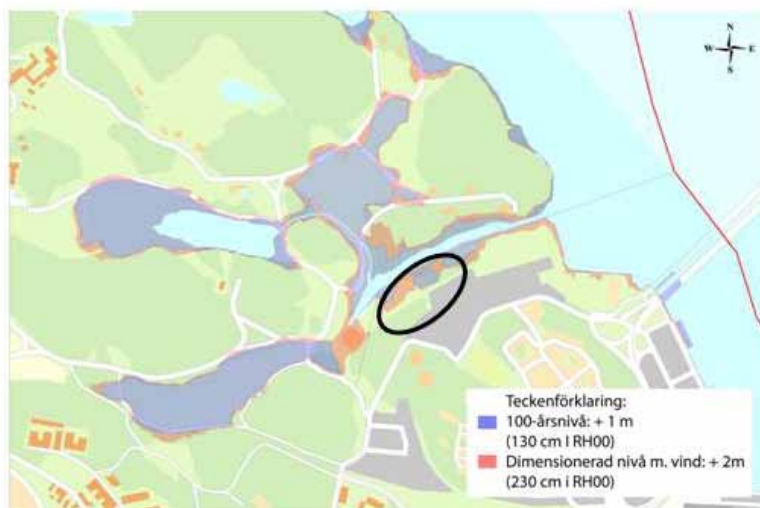 N
W E
S
Teckenförklaring:
100-årsnivå: + 1 m
(130 cm I RH00)
Dimensionerad nivå m. vind: + 2m
(230 cm i RH00)